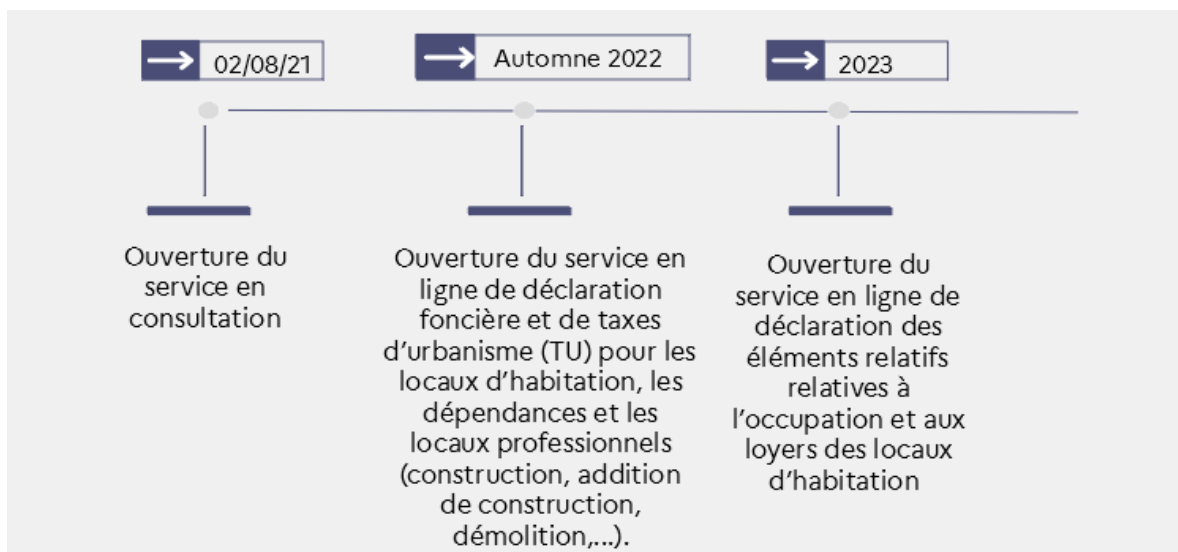 02/08/21
Automne 2022
2023
Ouverture du
service en
consultation
Ouverture du service en
ligne de déclaration
foncière et de taxes
d'urbanisme (TU) pour les
locaux d'habitation, les
dépendances et les
locaux professionnels
(construction, addition
de construction,
démolition,...).
Ouverture du
service en ligne de
déclaration des
éléments relatifs
relatives à
l'occupation et aux
loyers des locaux
d'habitation